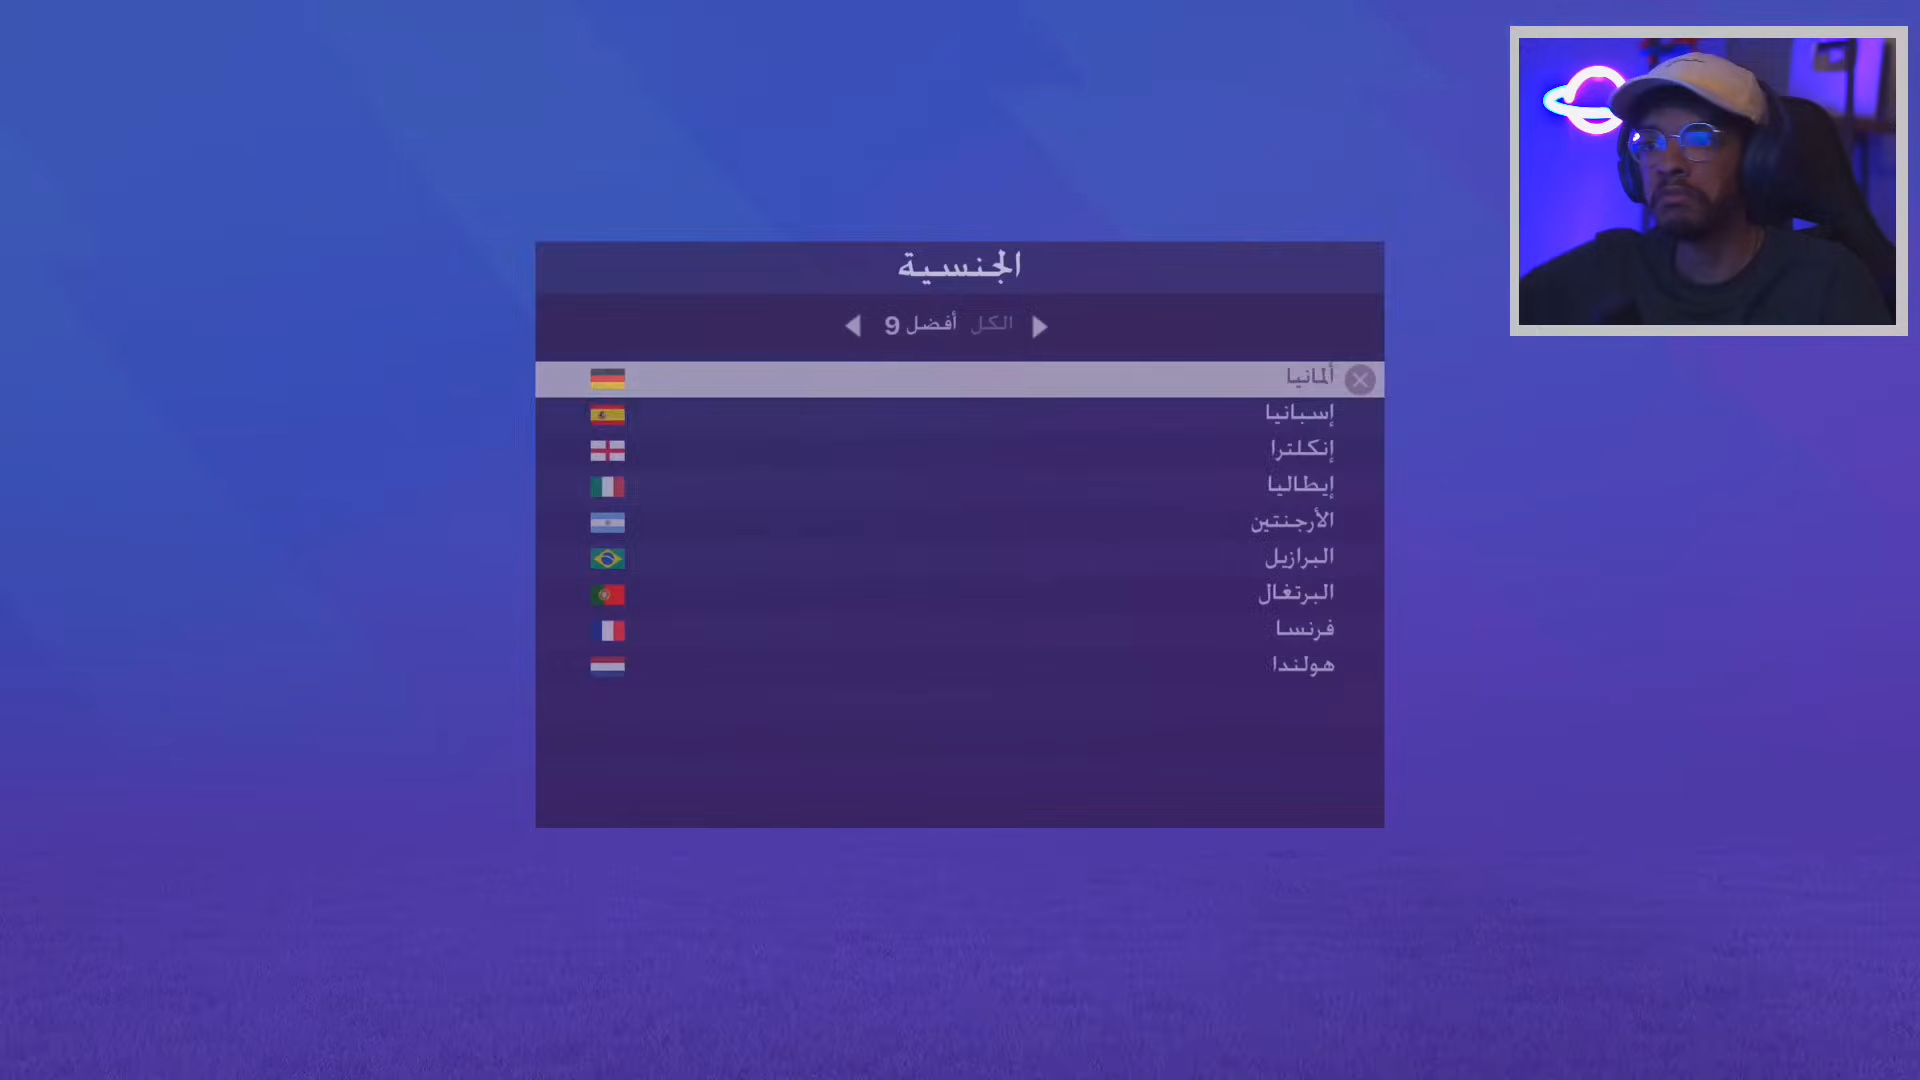 الجنسية
الكل أفضل 9
ألمانيا
إسبانيا
إنكلترا
إيطاليا
الأرجنتين
البرازيل
البرتغال
فرنسا
هولندا